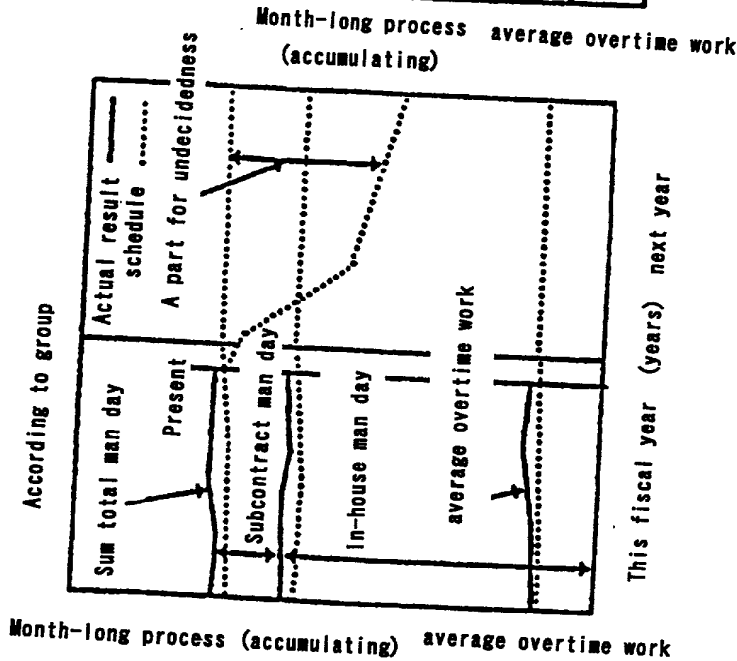 Month-long process average overtime work
(accumulating)
According to group
Actual result
schedule
A part for undecidedness
Sum total man day
Present
Subcontract man day
In-house man day
average overtime work
This fiscal year (years) next year
Month-long process (accumulating) average overtime work